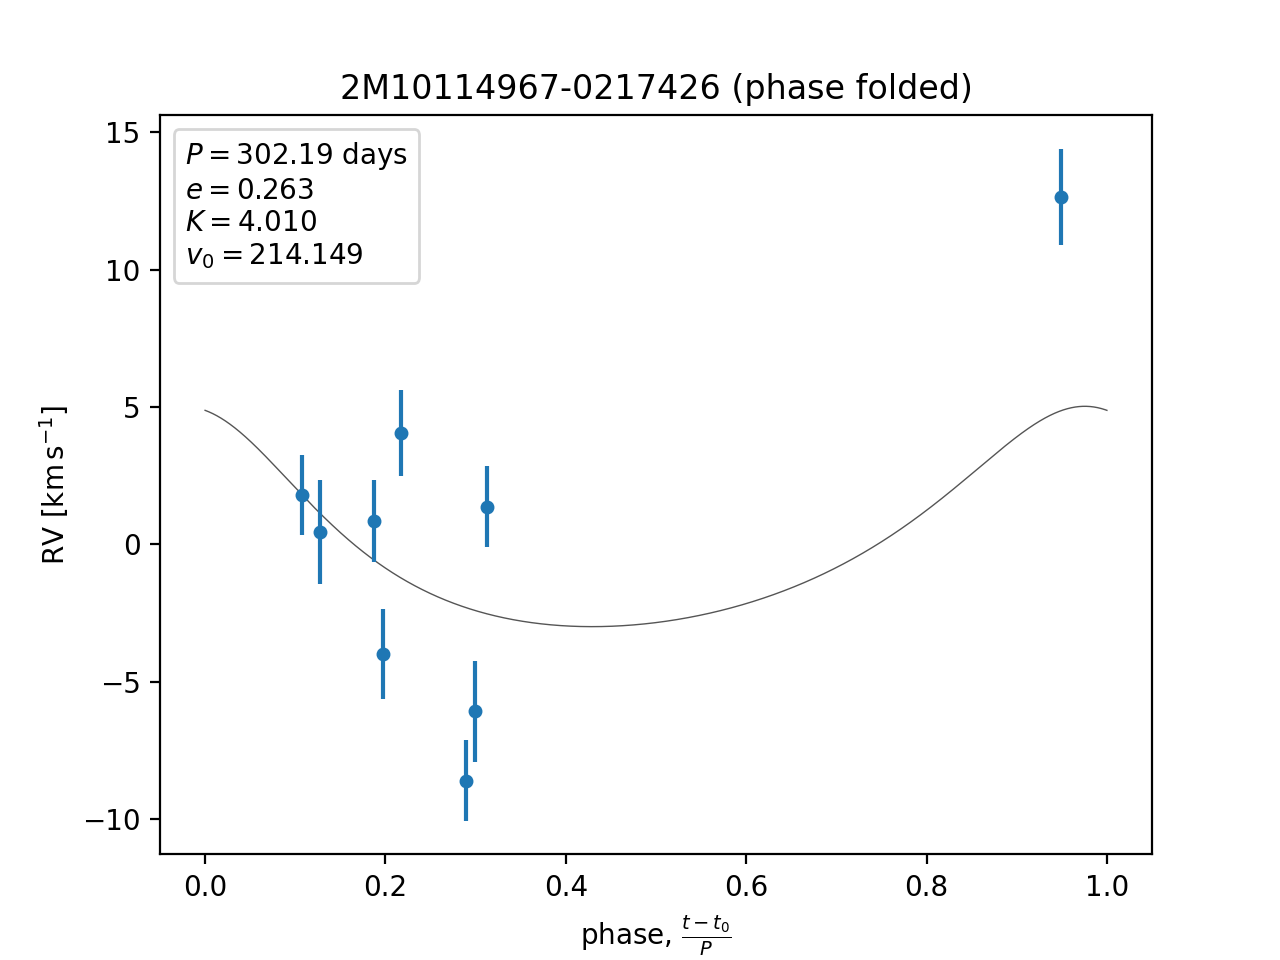 2M10114967-0217426 (phase folded)
P = 302.19 days
e = 0.263
K = 4.010
v₀ = 214.149
RV [km s⁻¹]
15
10
5
0
−5
−10
0.0 0.2 0.4 0.6 0.8 1.0
phase, (t − t₀)/P